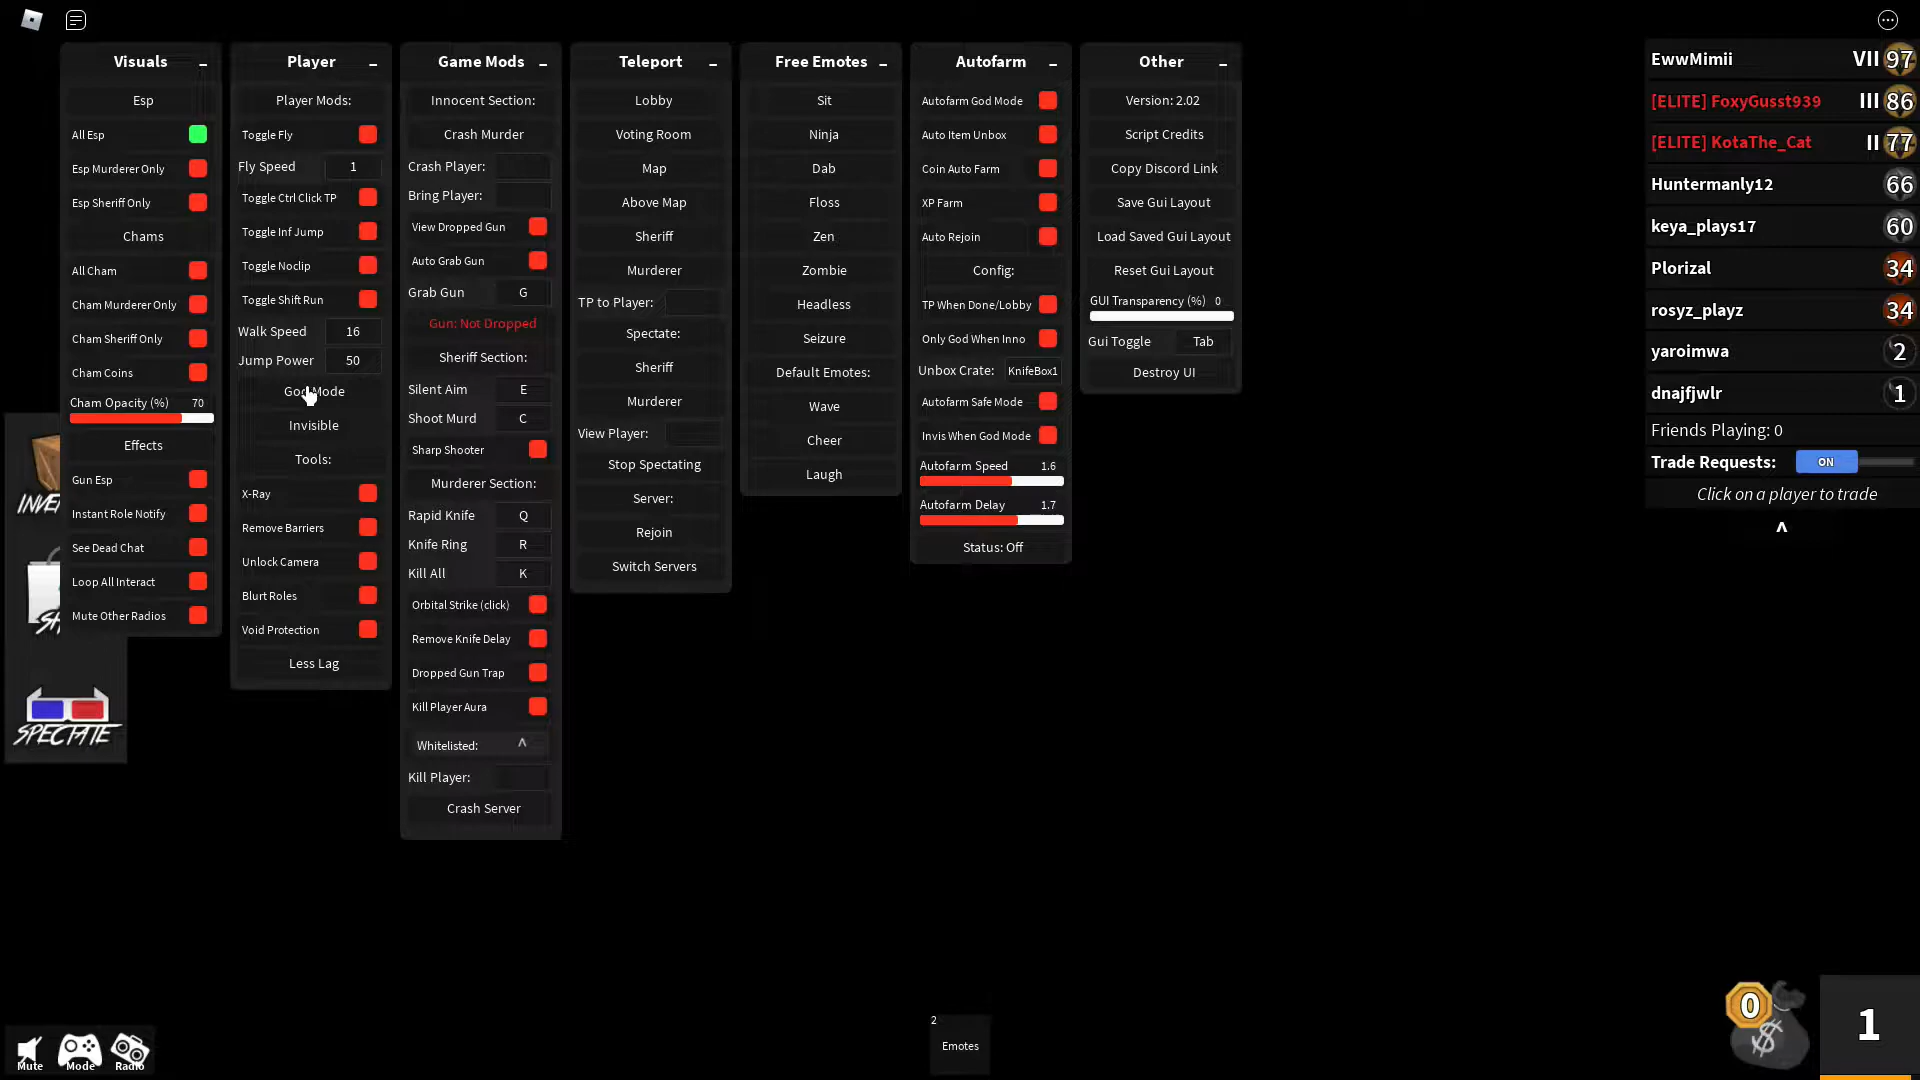 Visuals
Esp
All Esp
Esp Murderer Only
Esp Sheriff Only
Chams
All Cham
Cham Murderer Only
Cham Sheriff Only
Cham Coins
Cham Opacity (%) 70
Effects
Gun Esp
Instant Role Notify
See Dead Chat
Loop All Interact
Mute Other Radios
Player
Player Mods:
Toggle Fly
Fly Speed 1
Toggle Ctrl Click TP
Toggle Inf Jump
Toggle Noclip
Toggle Shift Run
Walk Speed 16
Jump Power 50
God Mode
Invisible
Tools:
X-Ray
Remove Barriers
Unlock Camera
Blurt Roles
Void Protection
Less Lag
Game Mods
Innocent Section:
Crash Murder
Crash Player:
Bring Player:
View Dropped Gun
Auto Grab Gun
Grab Gun G
Gun: Not Dropped
Sheriff Section:
Silent Aim E
Shoot Murd C
Sharp Shooter
Murderer Section:
Rapid Knife Q
Knife Ring R
Kill All K
Orbital Strike (click)
Remove Knife Delay
Dropped Gun Trap
Kill Player Aura
Whitelisted: ^
Kill Player:
Crash Server
Teleport
Lobby
Voting Room
Map
Above Map
Sheriff
Murderer
TP to Player:
Spectate:
Sheriff
Murderer
View Player:
Stop Spectating
Server:
Rejoin
Switch Servers
Free Emotes
Sit
Ninja
Dab
Floss
Zen
Zombie
Headless
Seizure
Default Emotes:
Wave
Cheer
Laugh
Autofarm
Autofarm God Mode
Auto Item Unbox
Coin Auto Farm
XP Farm
Auto Rejoin
Config:
TP When Done/Lobby
Only God When Inno
Unbox Crate: KnifeBox1
Autofarm Safe Mode
Invis When God Mode
Autofarm Speed 1.6
Autofarm Delay 1.7
Status: Off
Other
Version: 2.02
Script Credits
Copy Discord Link
Save Gui Layout
Load Saved Gui Layout
Reset Gui Layout
GUI Transparency (%) 0
Gui Toggle Tab
Destroy UI
EwwMimii VII 97
[ELITE] FoxyGusst939 III 86
[ELITE] KotaThe_Cat II 77
Huntermanly12 66
keya_plays17 60
Plorizal 34
rosyz_playz 34
yaroimwa 2
dnajfjwlr 1
Friends Playing: 0
Trade Requests: ON
Click on a player to trade
^
SPECTATE
Mute
Mode
Radio
2
Emotes
0
$
1